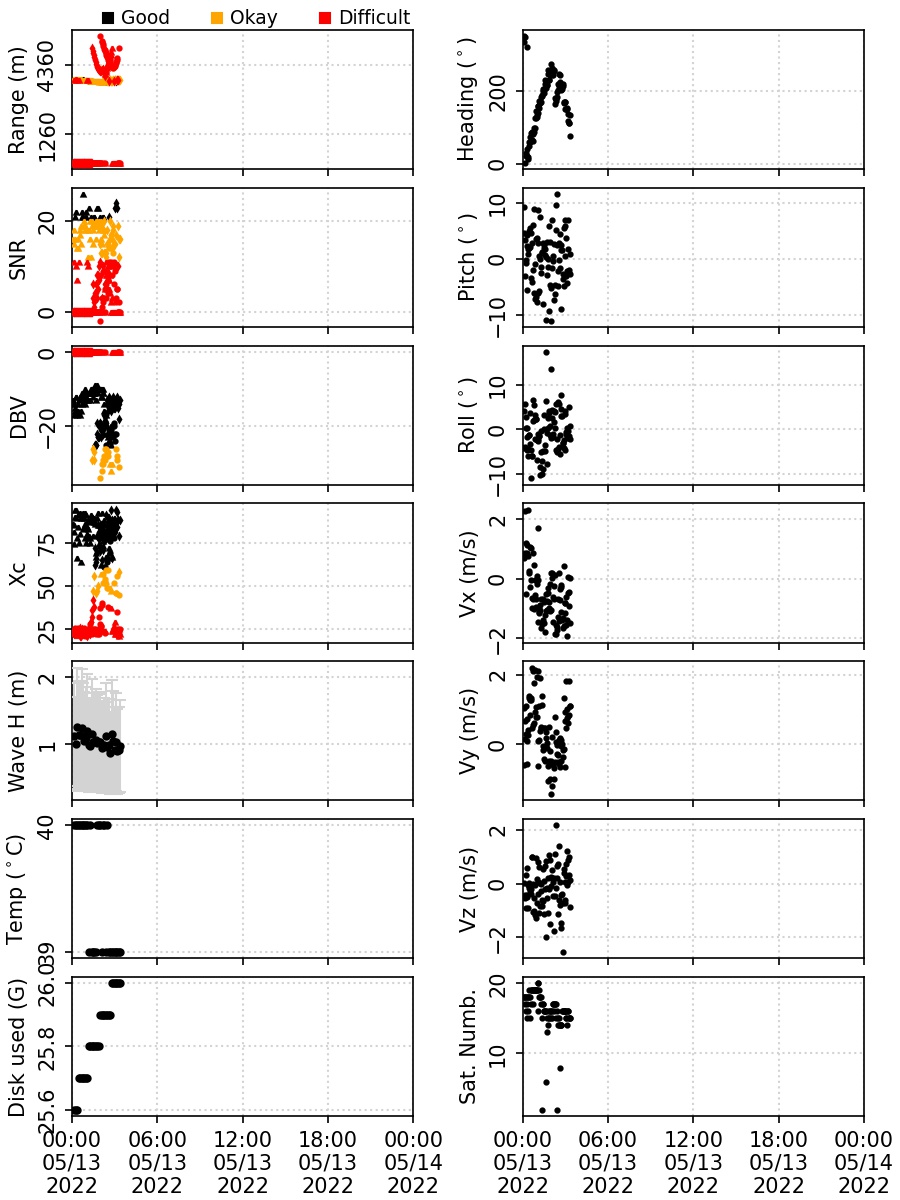 Good Okay Difficult
Range (m)
4360
1260
Heading (°)
200
0
SNR
20
0
Pitch (°)
10
0
−10
DBV
0
−20
Roll (°)
10
0
−10
Xc
75
50
25
Vx (m/s)
2
0
−2
Wave H (m)
2
1
Vy (m/s)
2
0
Temp (°C)
40
39
Vz (m/s)
2
0
−2
Disk used (G)
26.0
25.8
25.6
Sat. Numb.
20
10
00:00 06:00 12:00 18:00 00:00 00:00 06:00 12:00 18:00 00:00
05/13 05/13 05/13 05/13 05/14 05/13 05/13 05/13 05/13 05/14
2022 2022 2022 2022 2022 2022 2022 2022 2022 2022